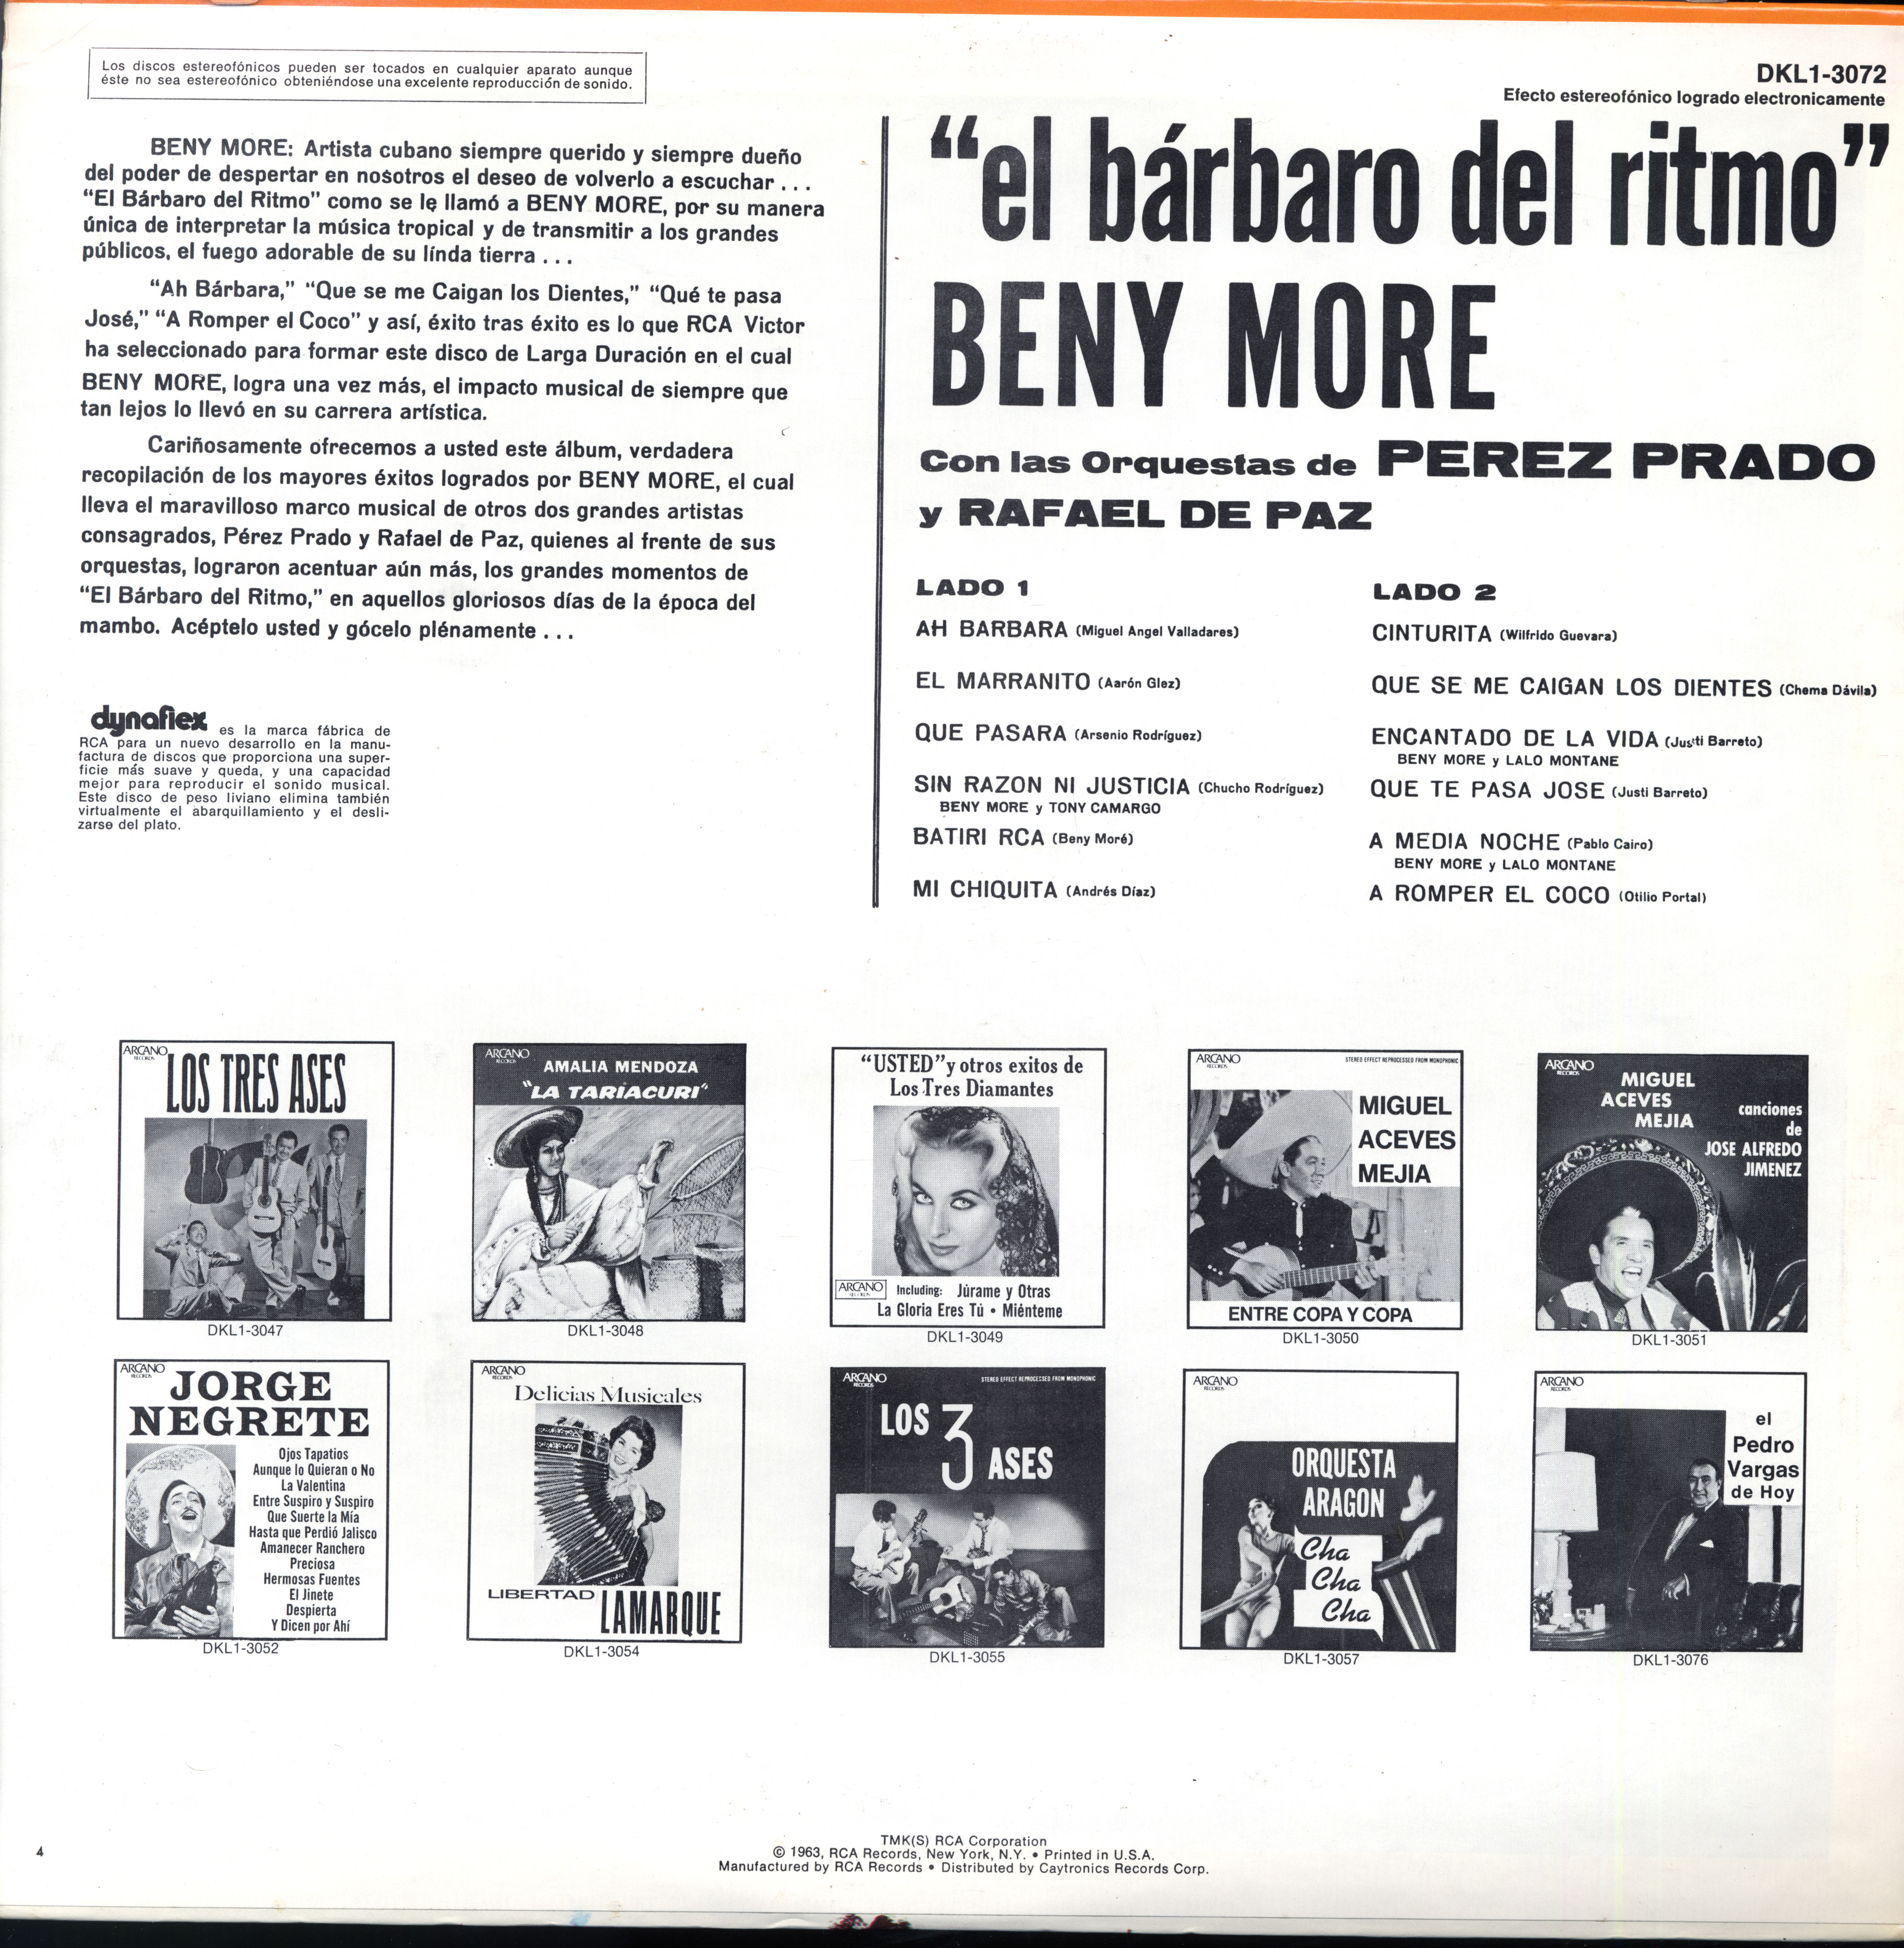 Los discos estereofónicos pueden ser tocados en cualquier aparato aunque
éste no sea estereofónico obteniéndose una excelente reproducción de sonido.
DKL1-3072
Efecto estereofónico logrado electronicamente
BENY MORE: Artista cubano siempre querido y siempre dueño
del poder de despertar en nosotros el deseo de volverlo a escuchar . . .
“El Bárbaro del Ritmo” como se le llamó a BENY MORE, por su manera
única de interpretar la música tropical y de transmitir a los grandes
públicos, el fuego adorable de su línda tierra . . .
“Ah Bárbara,” “Que se me Caigan los Dientes,” “Qué te pasa
José,” “A Romper el Coco” y así, éxito tras éxito es lo que RCA Victor
ha seleccionado para formar este disco de Larga Duración en el cual
BENY MORE, logra una vez más, el impacto musical de siempre que
tan lejos lo llevó en su carrera artística.
Cariñosamente ofrecemos a usted este álbum, verdadera
recopilación de los mayores éxitos logrados por BENY MORE, el cual
lleva el maravilloso marco musical de otros dos grandes artistas
consagrados, Pérez Prado y Rafael de Paz, quienes al frente de sus
orquestas, lograron acentuar aún más, los grandes momentos de
“El Bárbaro del Ritmo,” en aquellos gloriosos días de la época del
mambo. Acéptelo usted y gócelo plénamente . . .
dynaflex es la marca fábrica de
RCA para un nuevo desarrollo en la manu-
factura de discos que proporciona una super-
ficie más suave y queda, y una capacidad
mejor para reproducir el sonido musical.
Este disco de peso liviano elimina también
virtualmente el abarquillamiento y el desli-
zarse del plato.
“el bárbaro del ritmo”
BENY MORE
Con las Orquestas de PEREZ PRADO
y RAFAEL DE PAZ
LADO 1
AH BARBARA (Miguel Angel Valladares)
EL MARRANITO (Aarón Glez)
QUE PASARA (Arsenio Rodríguez)
SIN RAZON NI JUSTICIA (Chucho Rodríguez)
BENY MORE y TONY CAMARGO
BATIRI RCA (Beny Moré)
MI CHIQUITA (Andrés Díaz)
LADO 2
CINTURITA (Wilfrido Guevara)
QUE SE ME CAIGAN LOS DIENTES (Chema Dávila)
ENCANTADO DE LA VIDA (Justi Barreto)
BENY MORE y LALO MONTANE
QUE TE PASA JOSE (Justi Barreto)
A MEDIA NOCHE (Pablo Cairo)
BENY MORE y LALO MONTANE
A ROMPER EL COCO (Otilio Portal)
ARCANO
RECORDS
LOS TRES ASES
DKL1-3047
ARCANO
RECORDS
AMALIA MENDOZA
“LA TARIACURI”
DKL1-3048
“USTED” y otros exitos de
Los Tres Diamantes
ARCANO
RECORDS
Including: Júrame y Otras
La Gloria Eres Tú • Miénteme
DKL1-3049
ARCANO
RECORDS
STEREO EFFECT REPROCESSED FROM MONOPHONIC
MIGUEL
ACEVES
MEJIA
ENTRE COPA Y COPA
DKL1-3050
ARCANO
RECORDS
MIGUEL
ACEVES
MEJIA
canciones
de
JOSE ALFREDO
JIMENEZ
DKL1-3051
ARCANO
RECORDS
JORGE
NEGRETE
Ojos Tapatios
Aunque lo Quieran o No
La Valentina
Entre Suspiro y Suspiro
Que Suerte la Mía
Hasta que Perdió Jalisco
Amanecer Ranchero
Preciosa
Hermosas Fuentes
El Jinete
Despierta
Y Dicen por Ahí
DKL1-3052
ARCANO
RECORDS
Delicias Musicales
LIBERTAD LAMARQUE
DKL1-3054
ARCANO
RECORDS
STEREO EFFECT REPROCESSED FROM MONOPHONIC
LOS 3 ASES
DKL1-3055
ARCANO
RECORDS
ORQUESTA
ARAGON
Cha
Cha
Cha
DKL1-3057
ARCANO
RECORDS
el
Pedro
Vargas
de Hoy
DKL1-3076
4
TMK(S) RCA Corporation
© 1963, RCA Records, New York, N.Y. • Printed in U.S.A.
Manufactured by RCA Records • Distributed by Caytronics Records Corp.